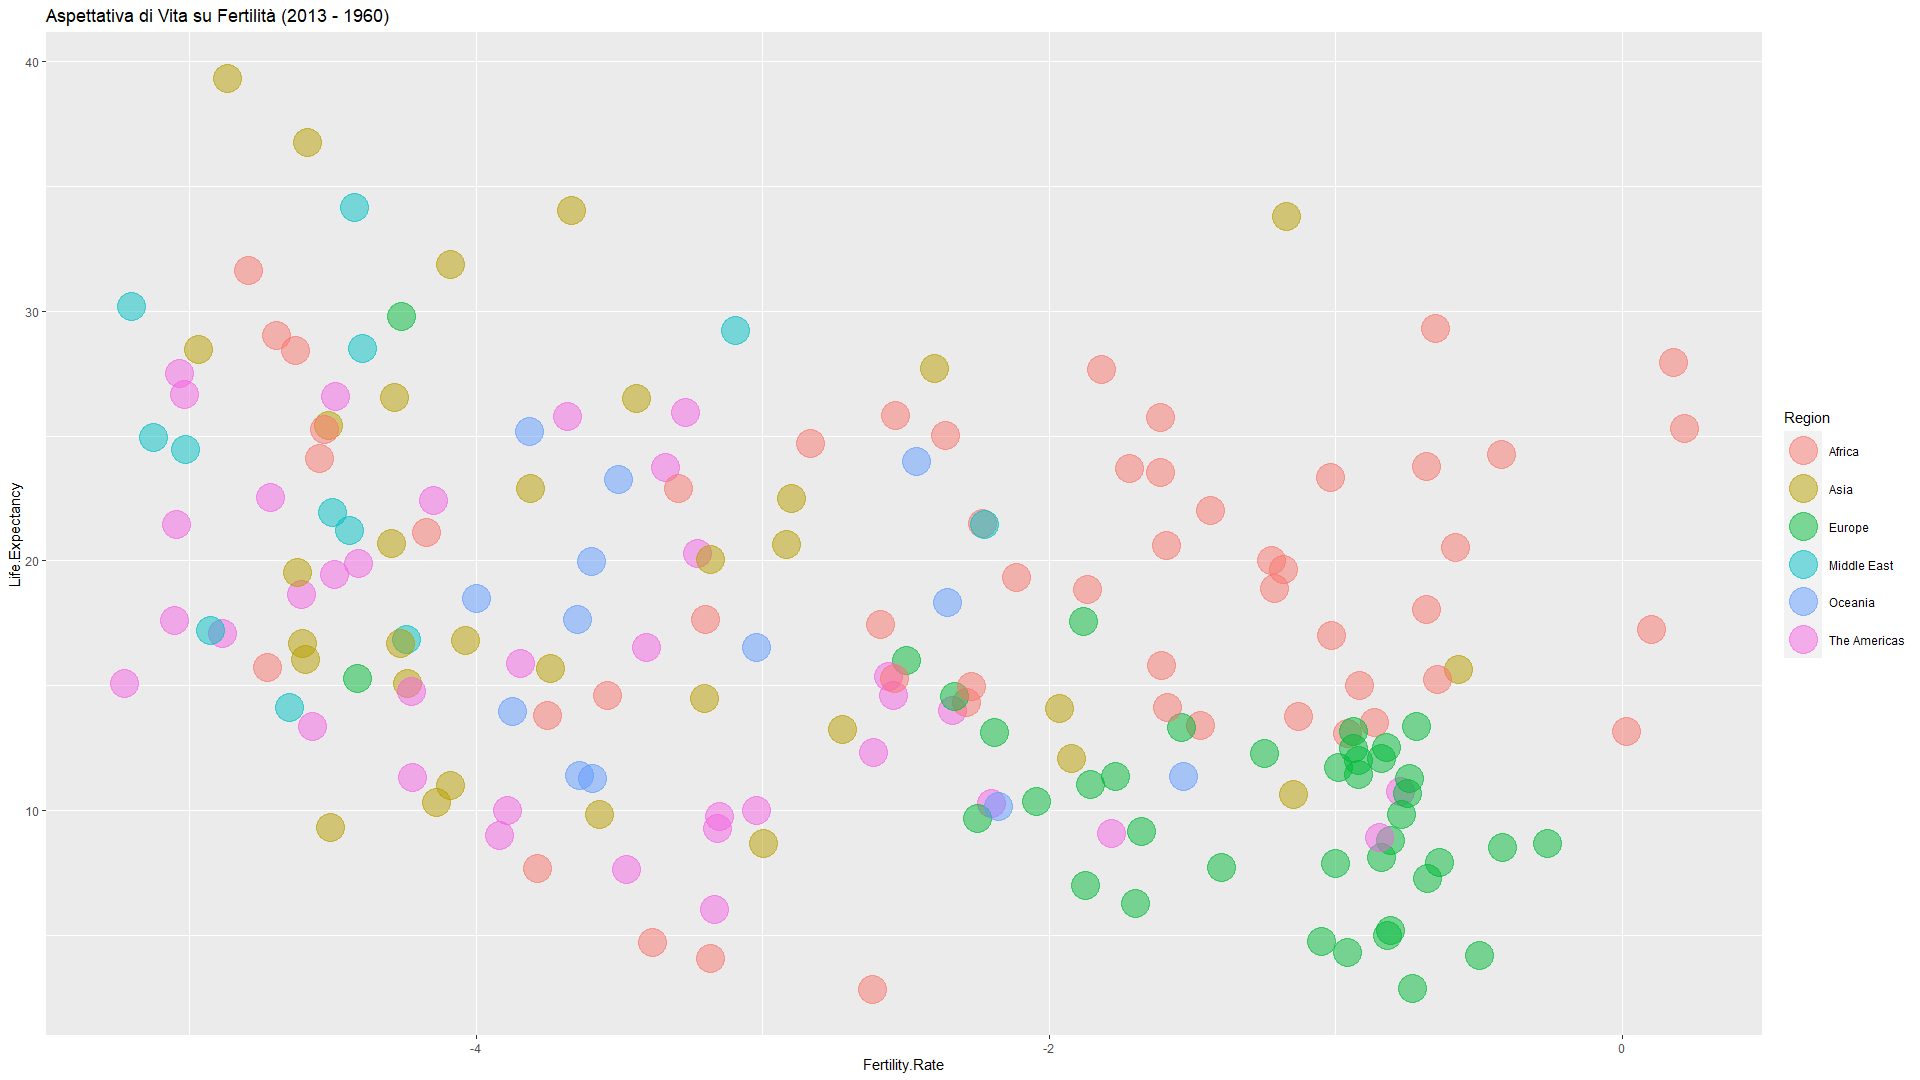 Aspettativa di Vita su Fertilità (2013 - 1960)
40
30
20
10
Life.Expectancy
-4
-2
0
Fertility.Rate
Region
Africa
Asia
Europe
Middle East
Oceania
The Americas